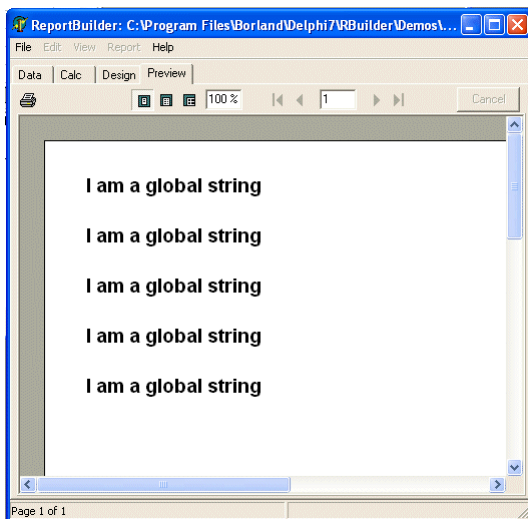 ReportBuilder: C:\Program Files\Borland\Delphi7\RBuilder\Demos\...
File Edit View Report Help
Data Calc Design Preview
100 % 1 Cancel
I am a global string
I am a global string
I am a global string
I am a global string
I am a global string
Page 1 of 1